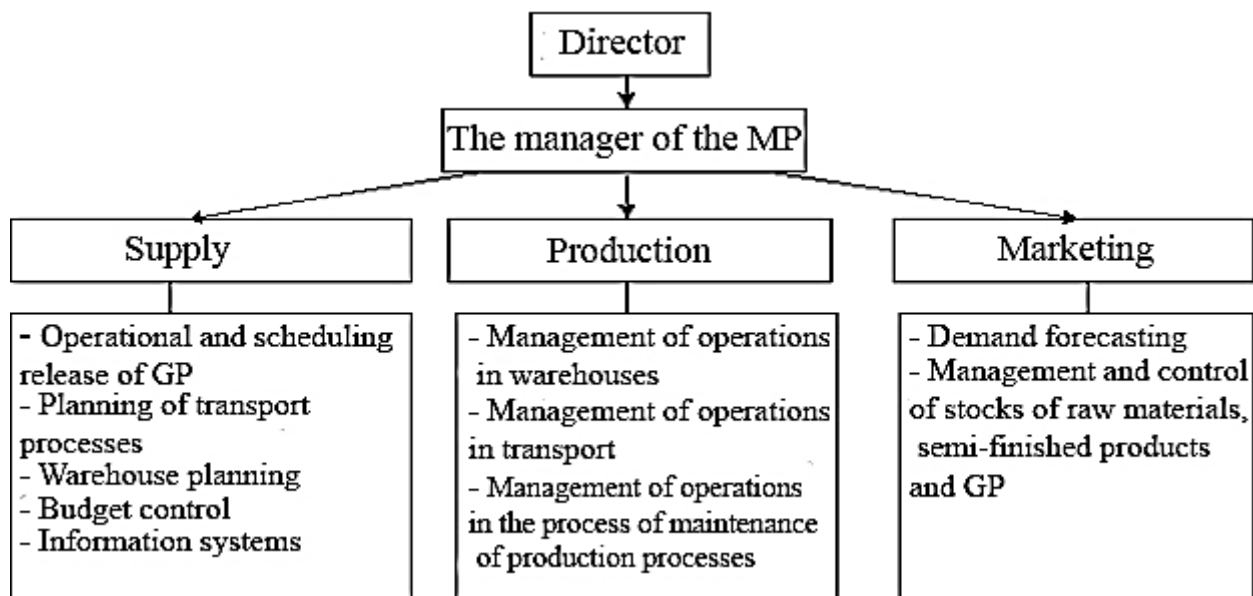 Director
The manager of the MP
Supply
Production
Marketing
- Operational and scheduling
release of GP
- Planning of transport
processes
- Warehouse planning
- Budget control
- Information systems
- Management of operations
in warehouses
- Management of operations
in transport
- Management of operations
in the process of maintenance
of production processes
- Demand forecasting
- Management and control
of stocks of raw materials,
semi-finished products
and GP